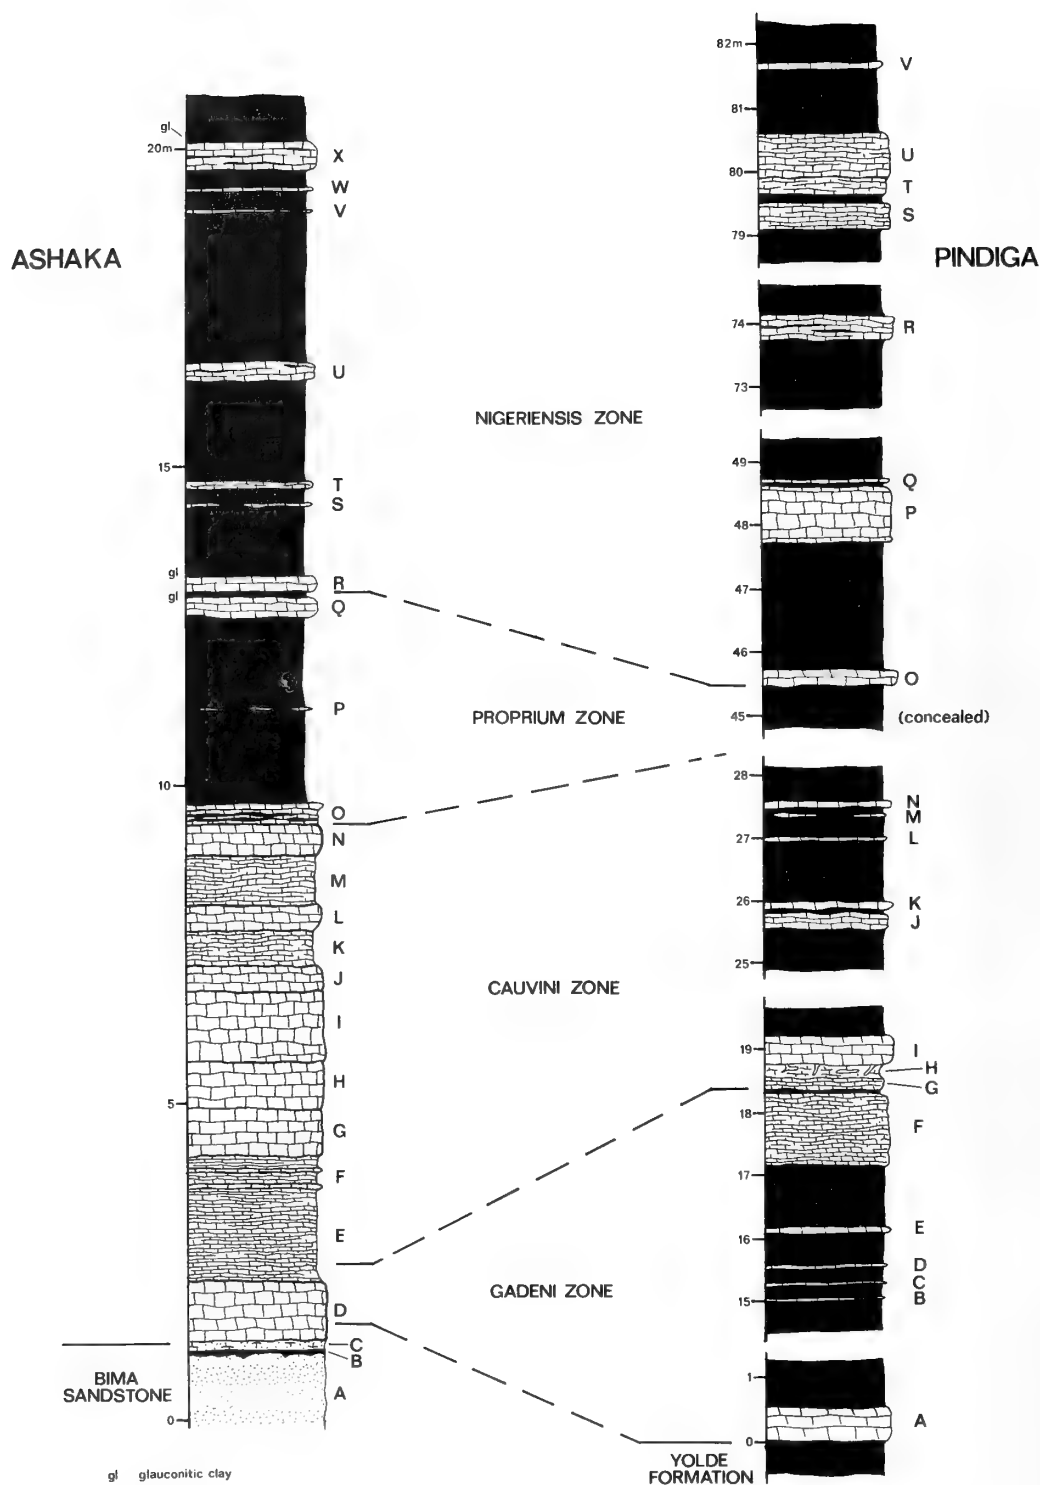 ASHAKA
gl
20m
15
gl
gl
10
5
0
X
W
V
U
T
S
R
Q
P
O
N
M
L
K
J
I
H
G
F
E
D
C
B
A
BIMA
SANDSTONE
gl glauconitic clay
NIGERIENSIS ZONE
PROPRIUM ZONE
CAUVINI ZONE
GADENI ZONE
PINDIGA
82m
81
80
79
74
73
49
48
47
46
45
28
27
26
25
19
18
17
16
15
1
0
V
U
T
S
R
Q
P
O
(concealed)
N
M
L
K
J
I
H
G
F
E
D
C
B
A
YOLDE
FORMATION